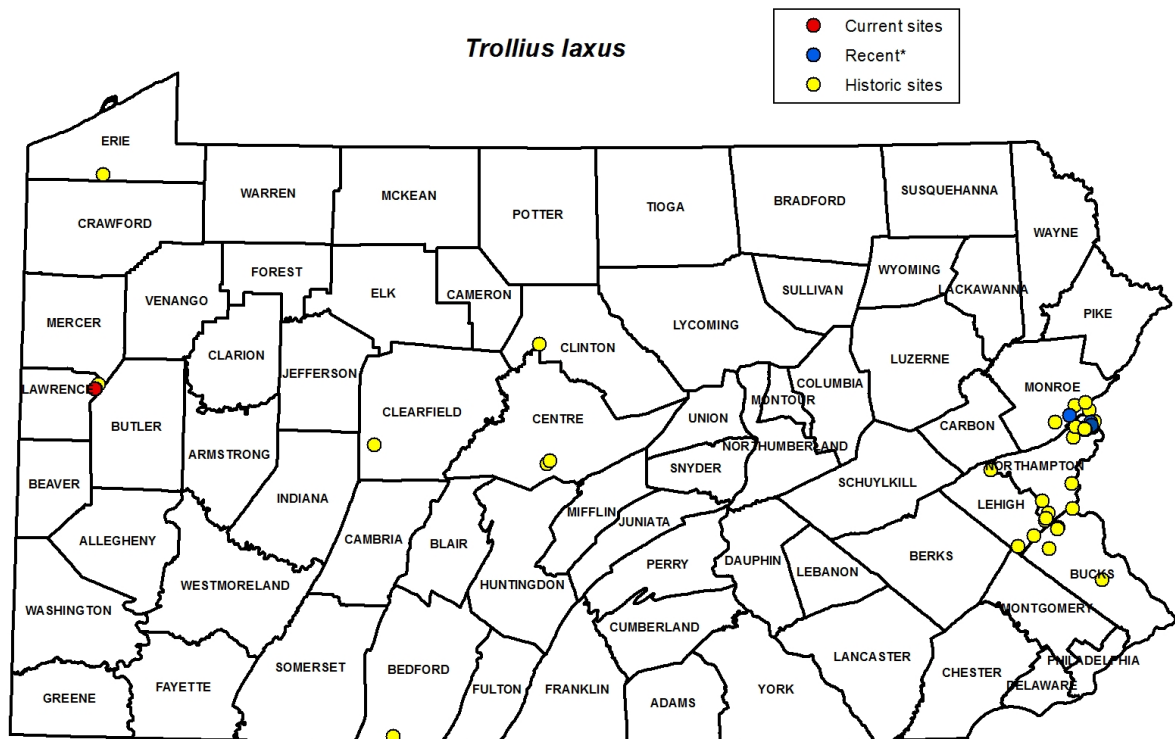 Trollius laxus
Current sites
Recent*
Historic sites
ERIE
CRAWFORD
WARREN
MCKEAN
POTTER
TIOGA
BRADFORD
SUSQUEHANNA
WAYNE
MERCER
VENANGO
FOREST
ELK
CAMERON
SULLIVAN
WYOMING
LACKAWANNA
PIKE
CLARION
JEFFERSON
CLINTON
LYCOMING
LUZERNE
LAWRENCE
BUTLER
CLEARFIELD
CENTRE
UNION
MONTOUR
COLUMBIA
MONROE
CARBON
BEAVER
ARMSTRONG
INDIANA
SNYDER
NORTHUMBERLAND
SCHUYLKILL
NORTHAMPTON
LEHIGH
ALLEGHENY
CAMBRIA
BLAIR
MIFFLIN
JUNIATA
HUNTINGDON
PERRY
DAUPHIN
LEBANON
BERKS
BUCKS
WASHINGTON
WESTMORELAND
CUMBERLAND
MONTGOMERY
GREENE
FAYETTE
SOMERSET
BEDFORD
FULTON
FRANKLIN
ADAMS
YORK
LANCASTER
CHESTER
DELAWARE
PHILADELPHIA